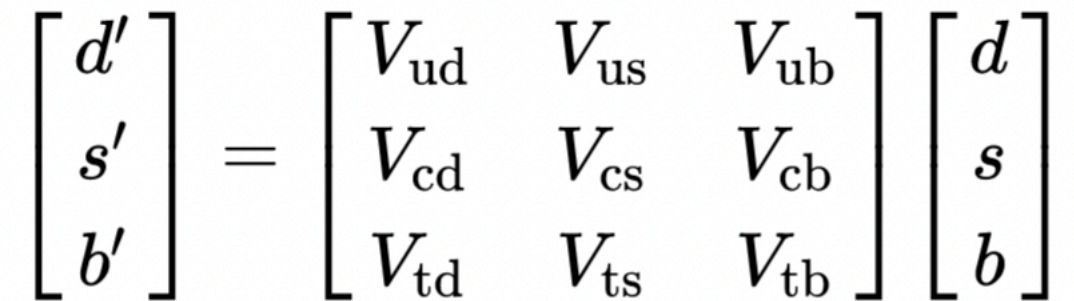 d′ = V_ud V_us V_ub d
s′ V_cd V_cs V_cb s
b′ V_td V_ts V_tb b